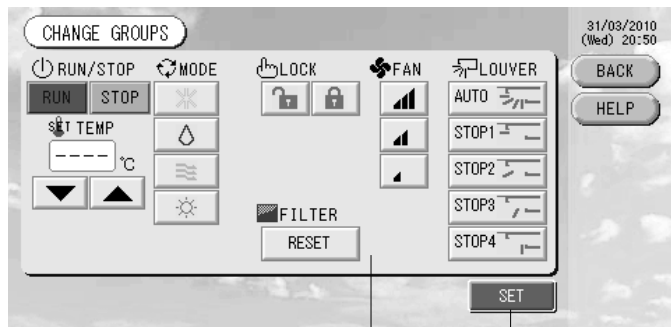 CHANGE GROUPS
31/03/2010
(Wed) 20:50
BACK
HELP
RUN/STOP
MODE
LOCK
FAN
LOUVER
RUN
STOP
AUTO
SET TEMP
STOP1
----℃
STOP2
STOP3
FILTER
RESET
STOP4
SET